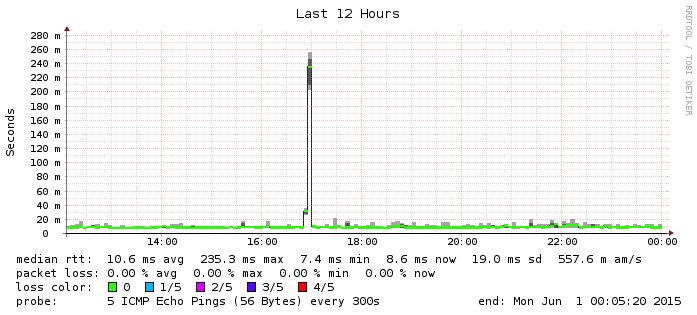 Last 12 Hours
RRDTOOL / TOBI OETIKER
Seconds
280 m
260 m
240 m
220 m
200 m
180 m
160 m
140 m
120 m
100 m
80 m
60 m
40 m
20 m
0
14:00 16:00 18:00 20:00 22:00 00:00
median rtt: 10.6 ms avg 235.3 ms max 7.4 ms min 8.6 ms now 19.0 ms sd 557.6 m am/s
packet loss: 0.00 % avg 0.00 % max 0.00 % min 0.00 % now
loss color: 0 1/5 2/5 3/5 4/5
probe: 5 ICMP Echo Pings (56 Bytes) every 300s end: Mon Jun 1 00:05:20 2015